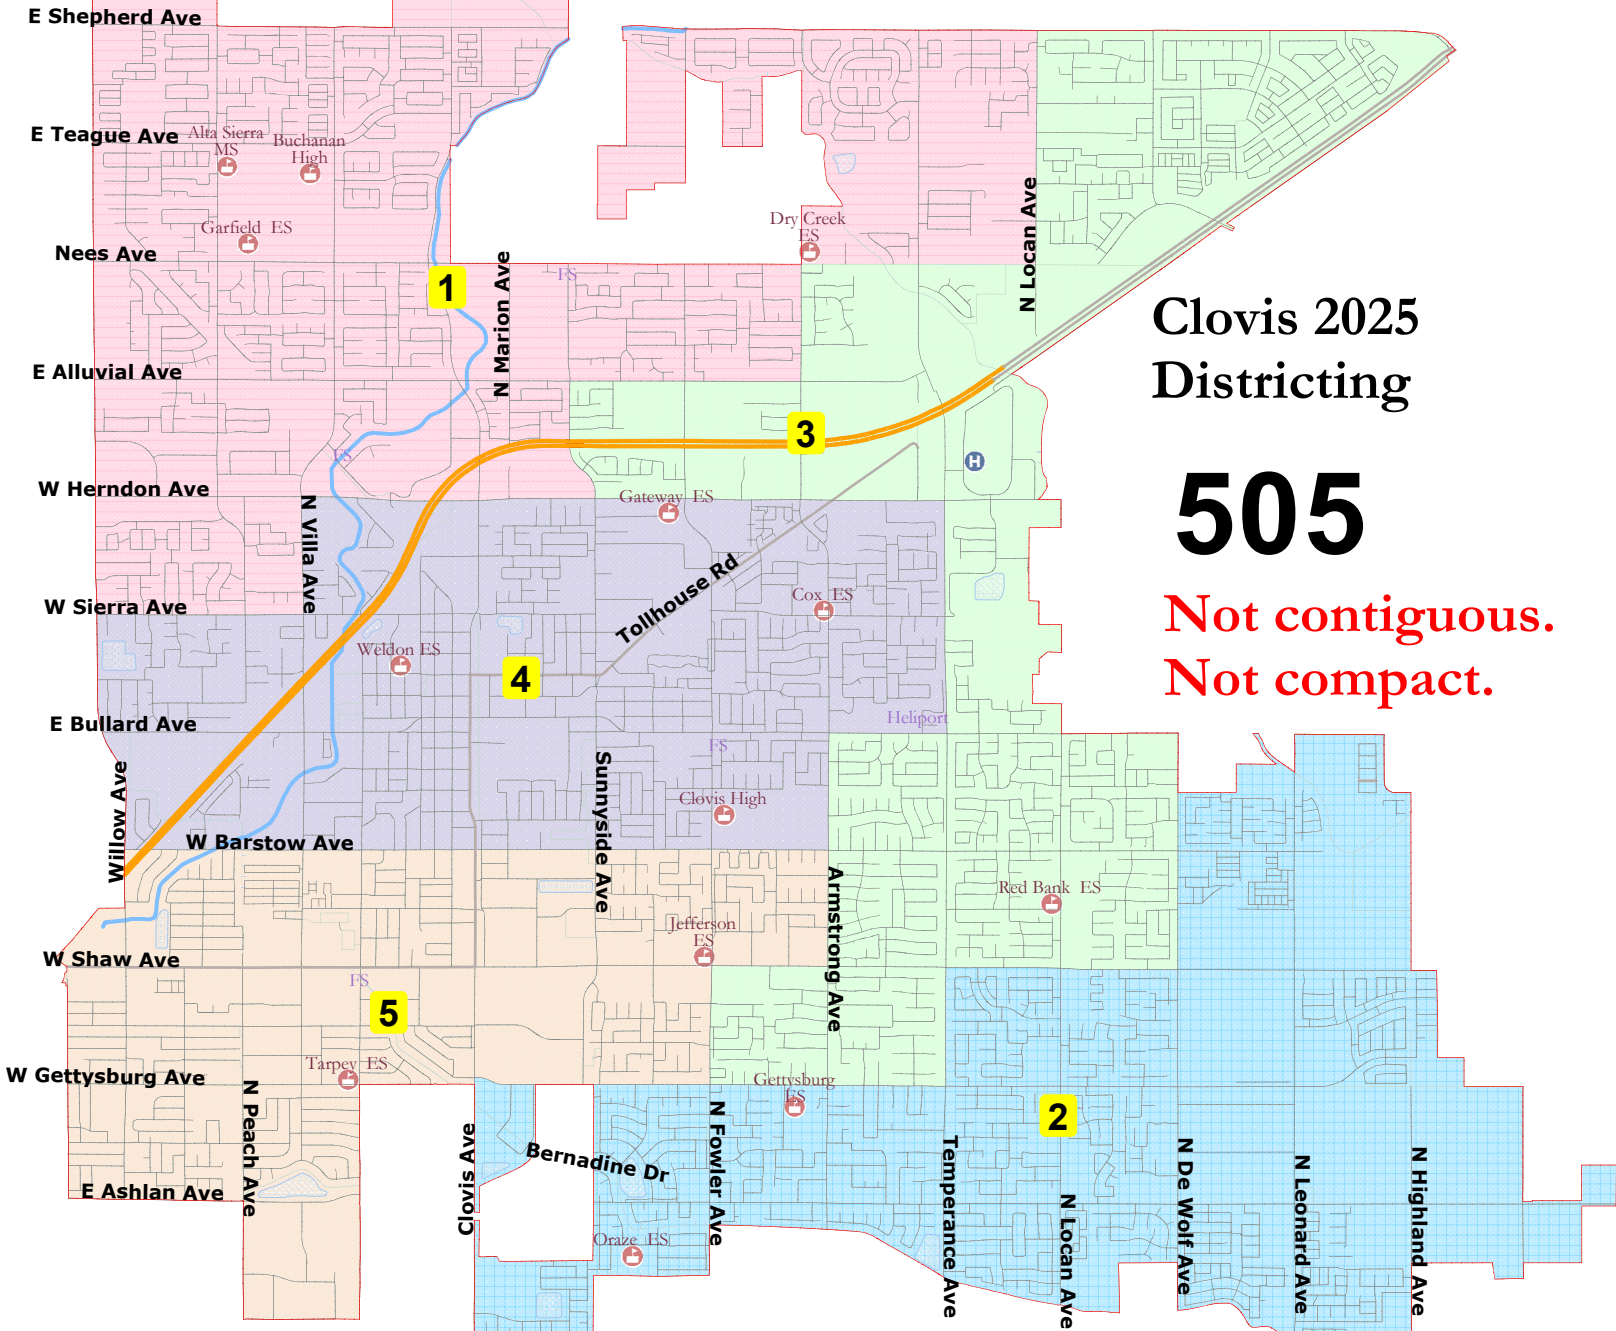 E Shepherd Ave
E Teague Ave
Alta Sierra
MS
Buchanan
High
Garfield ES
Dry Creek
ES
N Locan Ave
Nees Ave
1
N Marion Ave
FS
Clovis 2025
Districting
E Alluvial Ave
3
H
FS
W Herndon Ave
Gateway ES
505
N Villa Ave
Tollhouse Rd
Cox ES
W Sierra Ave
Not contiguous.
Weldon ES
4
Not compact.
E Bullard Ave
Heliport
FS
Willow Ave
Sunnyside Ave
Clovis High
W Barstow Ave
Armstrong Ave
Red Bank ES
Jefferson
ES
W Shaw Ave
FS
5
Tarpey ES
W Gettysburg Ave
Gettysburg
ES
2
N Peach Ave
Clovis Ave
Bernadine Dr
N Fowler Ave
Temperance Ave
N Locan Ave
N De Wolf Ave
N Leonard Ave
N Highland Ave
E Ashlan Ave
Oraze ES